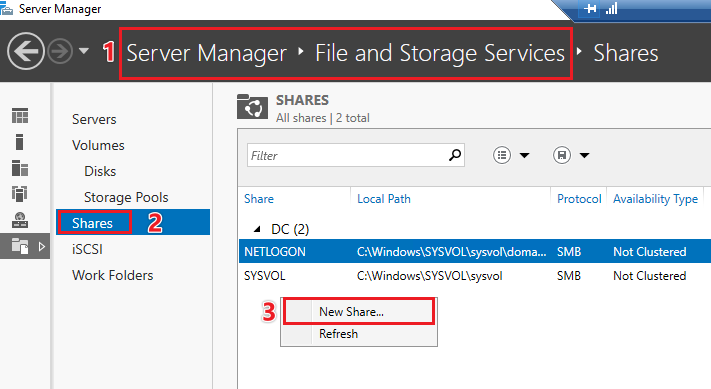 Server Manager
1 Server Manager ‣ File and Storage Services ‣ Shares
Servers
Volumes
Disks
Storage Pools
Shares 2
iSCSI
Work Folders
SHARES
All shares | 2 total
Filter
Share Local Path Protocol Availability Type
DC (2)
NETLOGON C:\Windows\SYSVOL\sysvol\doma... SMB Not Clustered
SYSVOL C:\Windows\SYSVOL\sysvol SMB Not Clustered
3 New Share...
Refresh